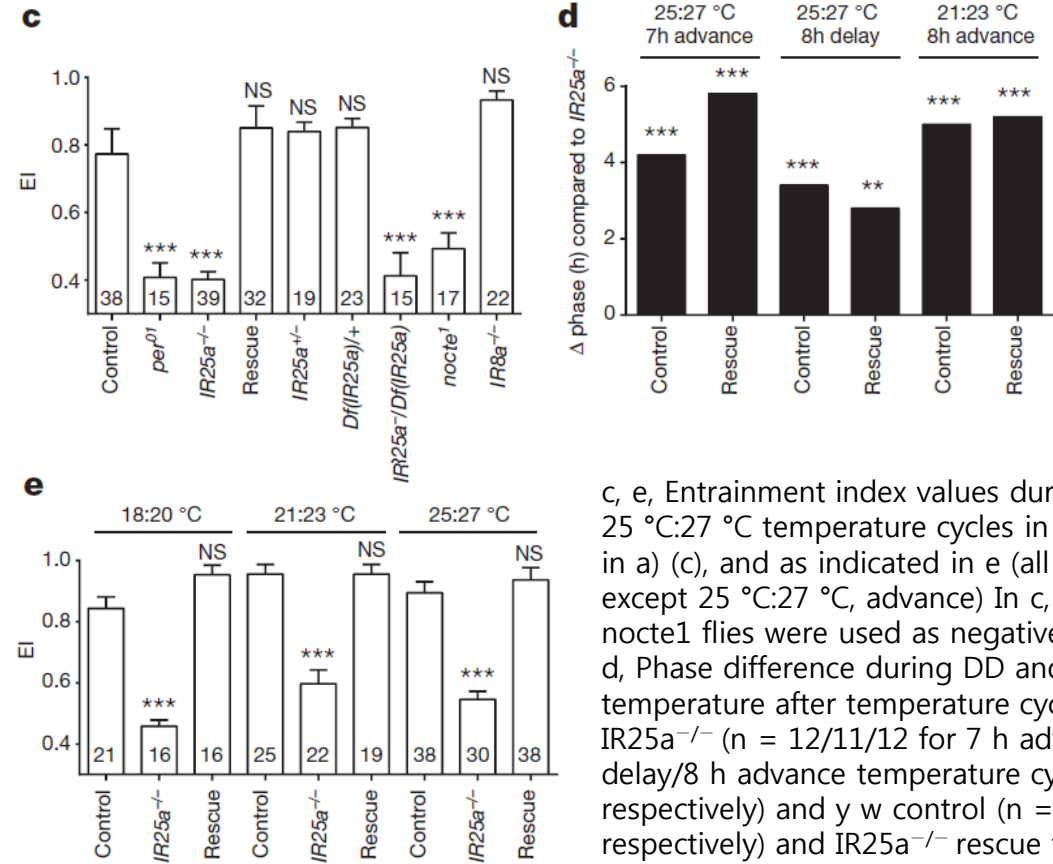 c
1.0
0.8
0.6
0.4
EI
*** *** NS NS NS *** *** NS
38 15 39 32 19 23 15 17 22
Control
per01
IR25a−/−
Rescue
IR25a+/−
Df(IR25a)/+
IR25a−/Df(IR25a)
nocte1
IR8a−/−
d
25:27 °C 25:27 °C 21:23 °C
7h advance 8h delay 8h advance
Δ phase (h) compared to IR25a−/−
6
4
2
0
*** *** *** ** *** ***
Control Rescue Control Rescue Control Rescue
e
18:20 °C 21:23 °C 25:27 °C
1.0
0.8
0.6
0.4
EI
*** NS *** NS *** NS
21 16 16 25 22 19 38 30 38
Control IR25a−/− Rescue Control IR25a−/− Rescue Control IR25a−/− Rescue
c, e, Entrainment index values dur
25 °C:27 °C temperature cycles in
in a) (c), and as indicated in e (all
except 25 °C:27 °C, advance) In c,
nocte1 flies were used as negative
d, Phase difference during DD and
temperature after temperature cyc
IR25a−/− (n = 12/11/12 for 7 h adv
delay/8 h advance temperature cy
respectively) and y w control (n =
respectively) and IR25a−/− rescue